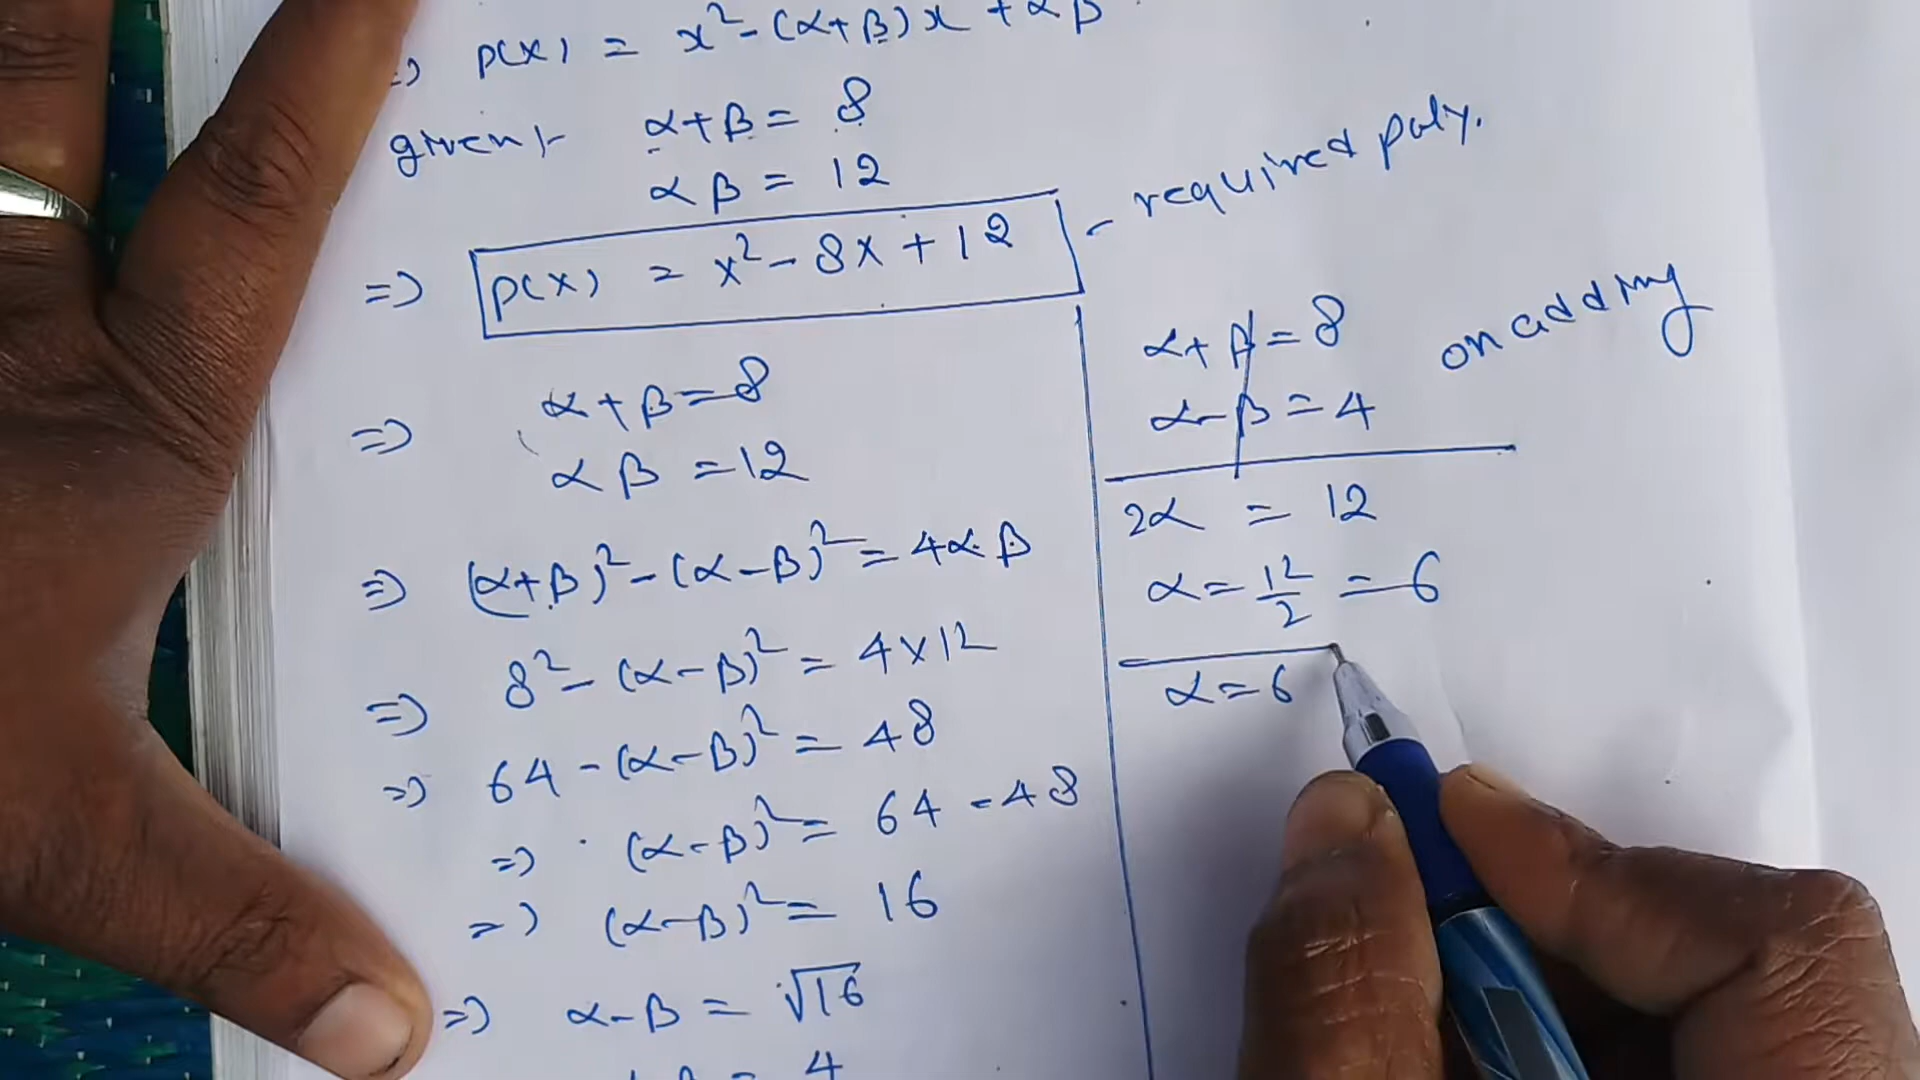 =) p(x) = x² - (α+β)x + αβ
given:- α+β = 8
αβ = 12
=> p(x) = x² - 8x + 12 - required poly.
=> α+β=8
αβ =12
=> (α+β)² - (α-β)² = 4α.β
=> 8² - (α-β)² = 4×12
=> 64 - (α-β)² = 48
=> (α-β)² = 64 - 48
=> (α-β)² = 16
=> α-β = √16
α-β = 4
α+β=8 on adding
α-β=4
2α = 12
α = 12/2 = 6
α=6